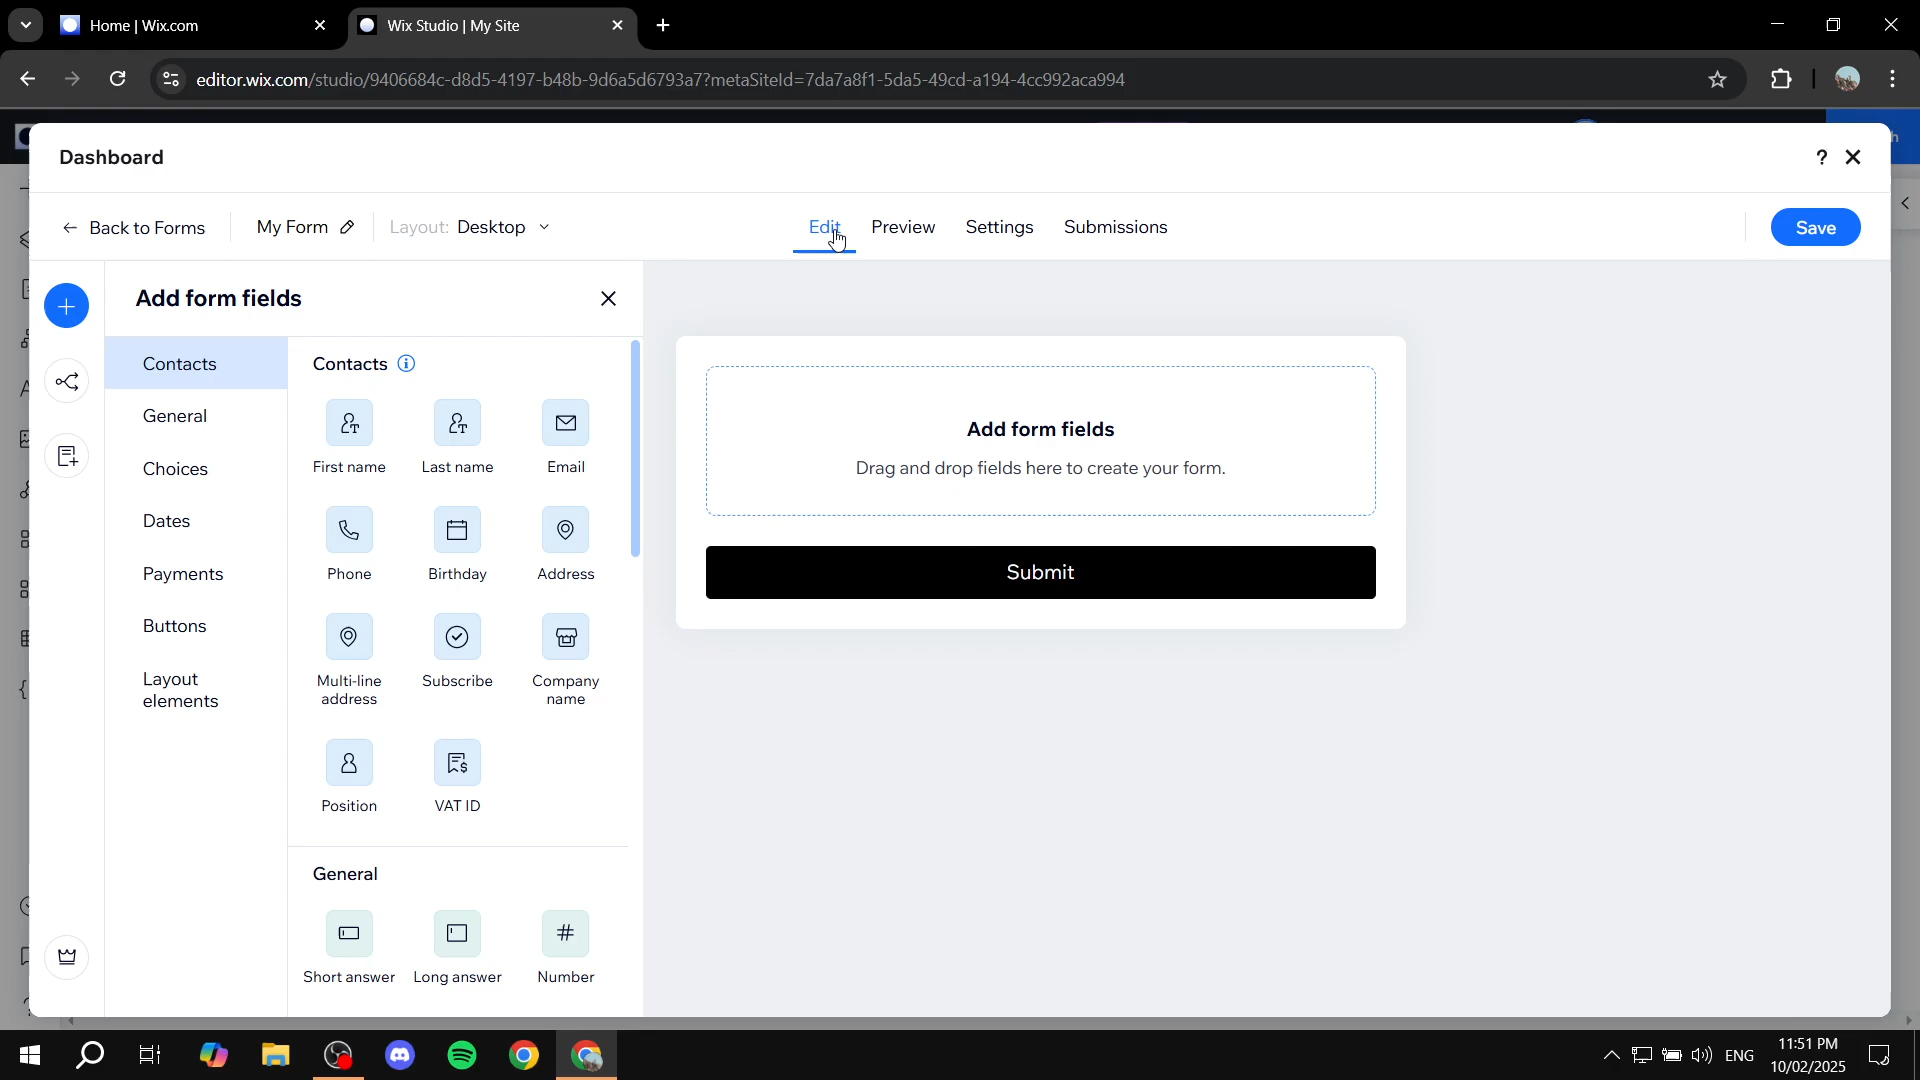 Home | Wix.com
Wix Studio | My Site
editor.wix.com/studio/9406684c-d8d5-4197-b48b-9d6a5d6793a7?metaSiteId=7da7a8f1-5da5-49cd-a194-4cc992aca994
Dashboard
?
Back to Forms
My Form
Layout: Desktop
Edit
Preview
Settings
Submissions
Save
Add form fields
Contacts
General
Choices
Dates
Payments
Buttons
Layout
elements
Contacts
First name
Last name
Email
Phone
Birthday
Address
Multi-line
address
Subscribe
Company
name
Position
VAT ID
General
Short answer
Long answer
Number
Add form fields
Drag and drop fields here to create your form.
Submit
ENG
11:51 PM
10/02/2025